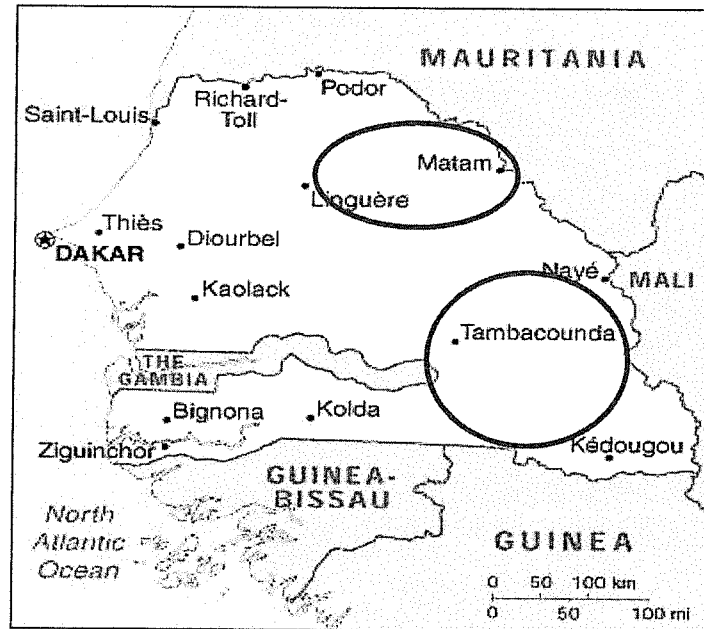 MAURITANIA
Podor
Richard-
Toll
Saint-Louis
Matam
Linguère
Thiès
DAKAR
Diourbel
Nayé
MALI
Kaolack
Tambacounda
THE
GAMBIA
Bignona
Kolda
Ziguinchor
Kédougou
GUINEA-
BISSAU
North
Atlantic
Ocean
GUINEA
0 50 100 km
0 50 100 mi